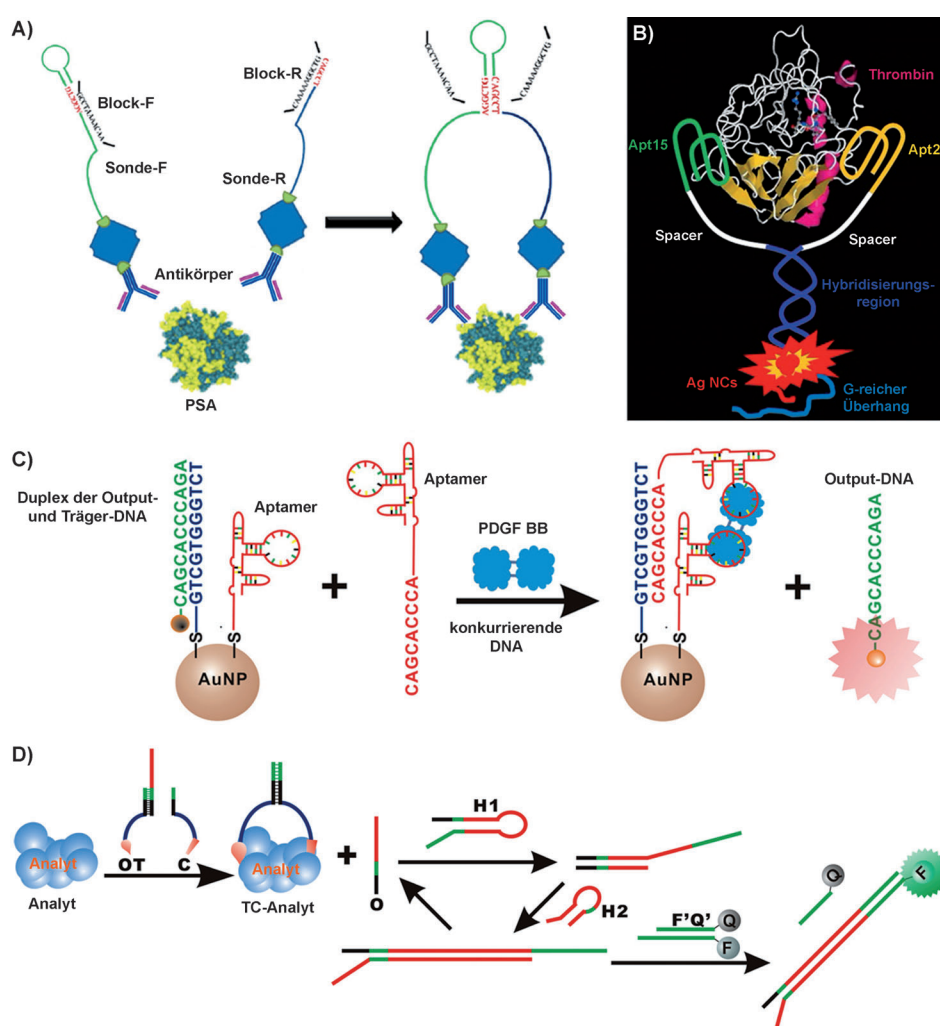 A)
Block-F
Sonde-F
Block-R
Sonde-R
Antikörper
PSA
B)
Thrombin
Apt15
Apt2
Spacer
Spacer
Hybridisierungs-
region
Ag NCs
G-reicher
Überhang
C)
Duplex der Output-
und Träger-DNA
CAGCACCCAGA
GTCGTGGGTCT
Aptamer
S
S
AuNP
+
Aptamer
CAGCACCCA
PDGF BB
konkurrierende
DNA
GTCGTGGGTCT
CAGCACCCA
S
S
AuNP
+
Output-DNA
CAGCACCCAGA
D)
Analyt
Analyt
OT
C
Analyt
TC-Analyt
+
O
H1
H2
F'Q'
Q
F
Q
F